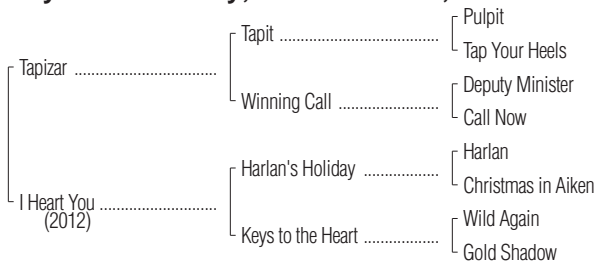 Pulpit
Tapit ..............................
Tap Your Heels
Tapizar ..........................
Deputy Minister
Winning Call ..................
Call Now
Harlan
Harlan's Holiday .............
Christmas in Aiken
I Heart You .....................
(2012)
Wild Again
Keys to the Heart .............
Gold Shadow